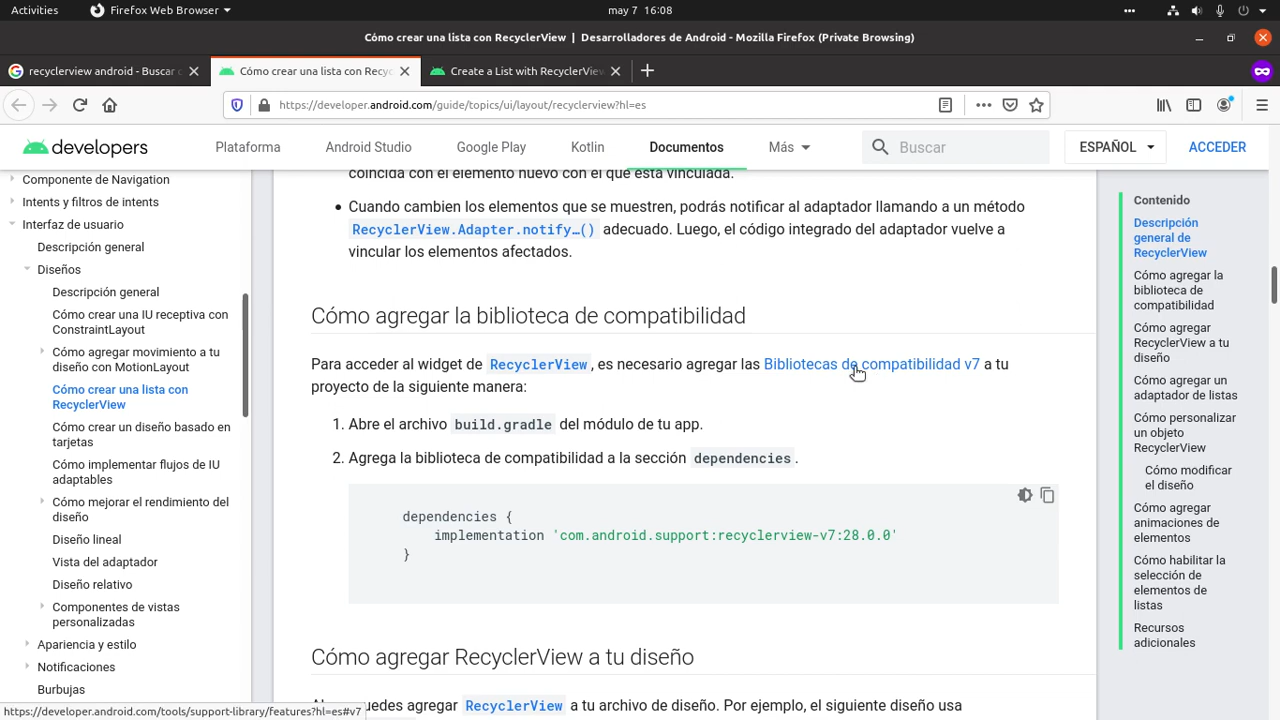 Activities
Firefox Web Browser
may 7 16:08
Cómo crear una lista con RecyclerView | Desarrolladores de Android - Mozilla Firefox (Private Browsing)
recyclerview android - Buscar c
Cómo crear una lista con Recyc
Create a List with RecyclerView
https://developer.android.com/guide/topics/ui/layout/recyclerview?hl=es
developers
Plataforma
Android Studio
Google Play
Kotlin
Documentos
Más
Buscar
ESPAÑOL
ACCEDER
Componente de Navigation
Intents y filtros de intents
Interfaz de usuario
Descripción general
Diseños
Descripción general
Cómo crear una IU receptiva con
ConstraintLayout
Cómo agregar movimiento a tu
diseño con MotionLayout
Cómo crear una lista con
RecyclerView
Cómo crear un diseño basado en
tarjetas
Cómo implementar flujos de IU
adaptables
Cómo mejorar el rendimiento del
diseño
Diseño lineal
Vista del adaptador
Diseño relativo
Componentes de vistas
personalizadas
Apariencia y estilo
Notificaciones
Burbujas
coincida con el elemento nuevo con el que está vinculada.
• Cuando cambien los elementos que se muestren, podrás notificar al adaptador llamando a un método
RecyclerView.Adapter.notify…() adecuado. Luego, el código integrado del adaptador vuelve a
vincular los elementos afectados.
Cómo agregar la biblioteca de compatibilidad
Para acceder al widget de RecyclerView, es necesario agregar las Bibliotecas de compatibilidad v7 a tu
proyecto de la siguiente manera:
1. Abre el archivo build.gradle del módulo de tu app.
2. Agrega la biblioteca de compatibilidad a la sección dependencies.
dependencies {
implementation 'com.android.support:recyclerview-v7:28.0.0'
}
Cómo agregar RecyclerView a tu diseño
puedes agregar RecyclerView a tu archivo de diseño. Por ejemplo, el siguiente diseño usa
Contenido
Descripción
general de
RecyclerView
Cómo agregar la
biblioteca de
compatibilidad
Cómo agregar
RecyclerView a tu
diseño
Cómo agregar un
adaptador de listas
Cómo personalizar
un objeto
RecyclerView
Cómo modificar
el diseño
Cómo agregar
animaciones de
elementos
Cómo habilitar la
selección de
elementos de
listas
Recursos
adicionales
https://developer.android.com/tools/support-library/features?hl=es#v7